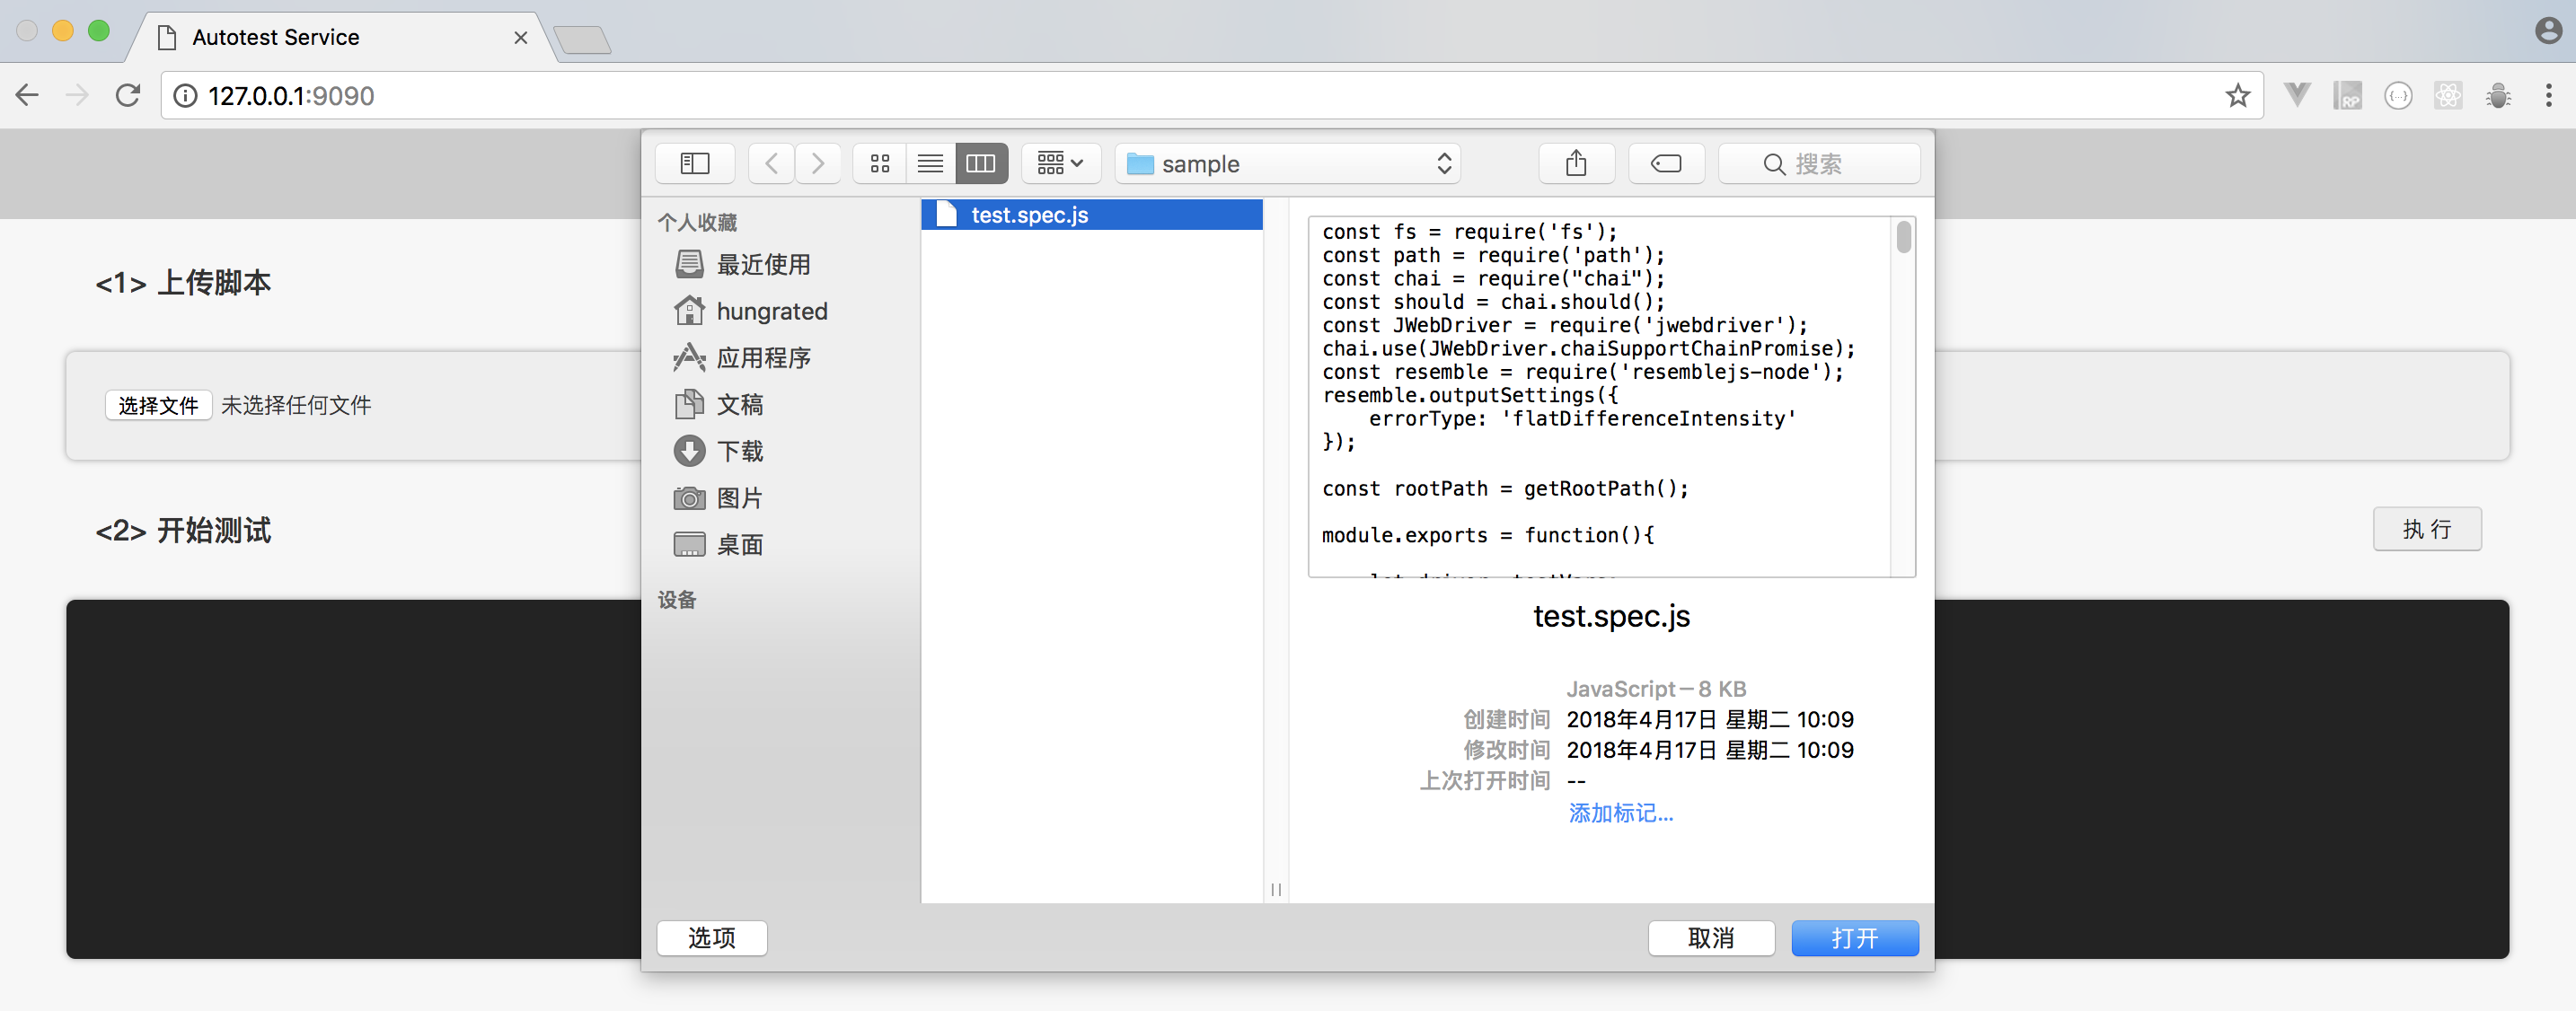 Autotest Service
127.0.0.1:9090
sample
搜索
个人收藏
最近使用
hungrated
应用程序
文稿
下载
图片
桌面
设备
test.spec.js
const fs = require('fs');
const path = require('path');
const chai = require("chai");
const should = chai.should();
const JWebDriver = require('jwebdriver');
chai.use(JWebDriver.chaiSupportChainPromise);
const resemble = require('resemblejs-node');
resemble.outputSettings({
    errorType: 'flatDifferenceIntensity'
});
const rootPath = getRootPath();
module.exports = function(){
test.spec.js
JavaScript－8 KB
创建时间 2018年4月17日 星期二 10:09
修改时间 2018年4月17日 星期二 10:09
上次打开时间 --
添加标记...
选项
取消
打开
<1> 上传脚本
选择文件 未选择任何文件
<2> 开始测试
执 行
RP
{...}